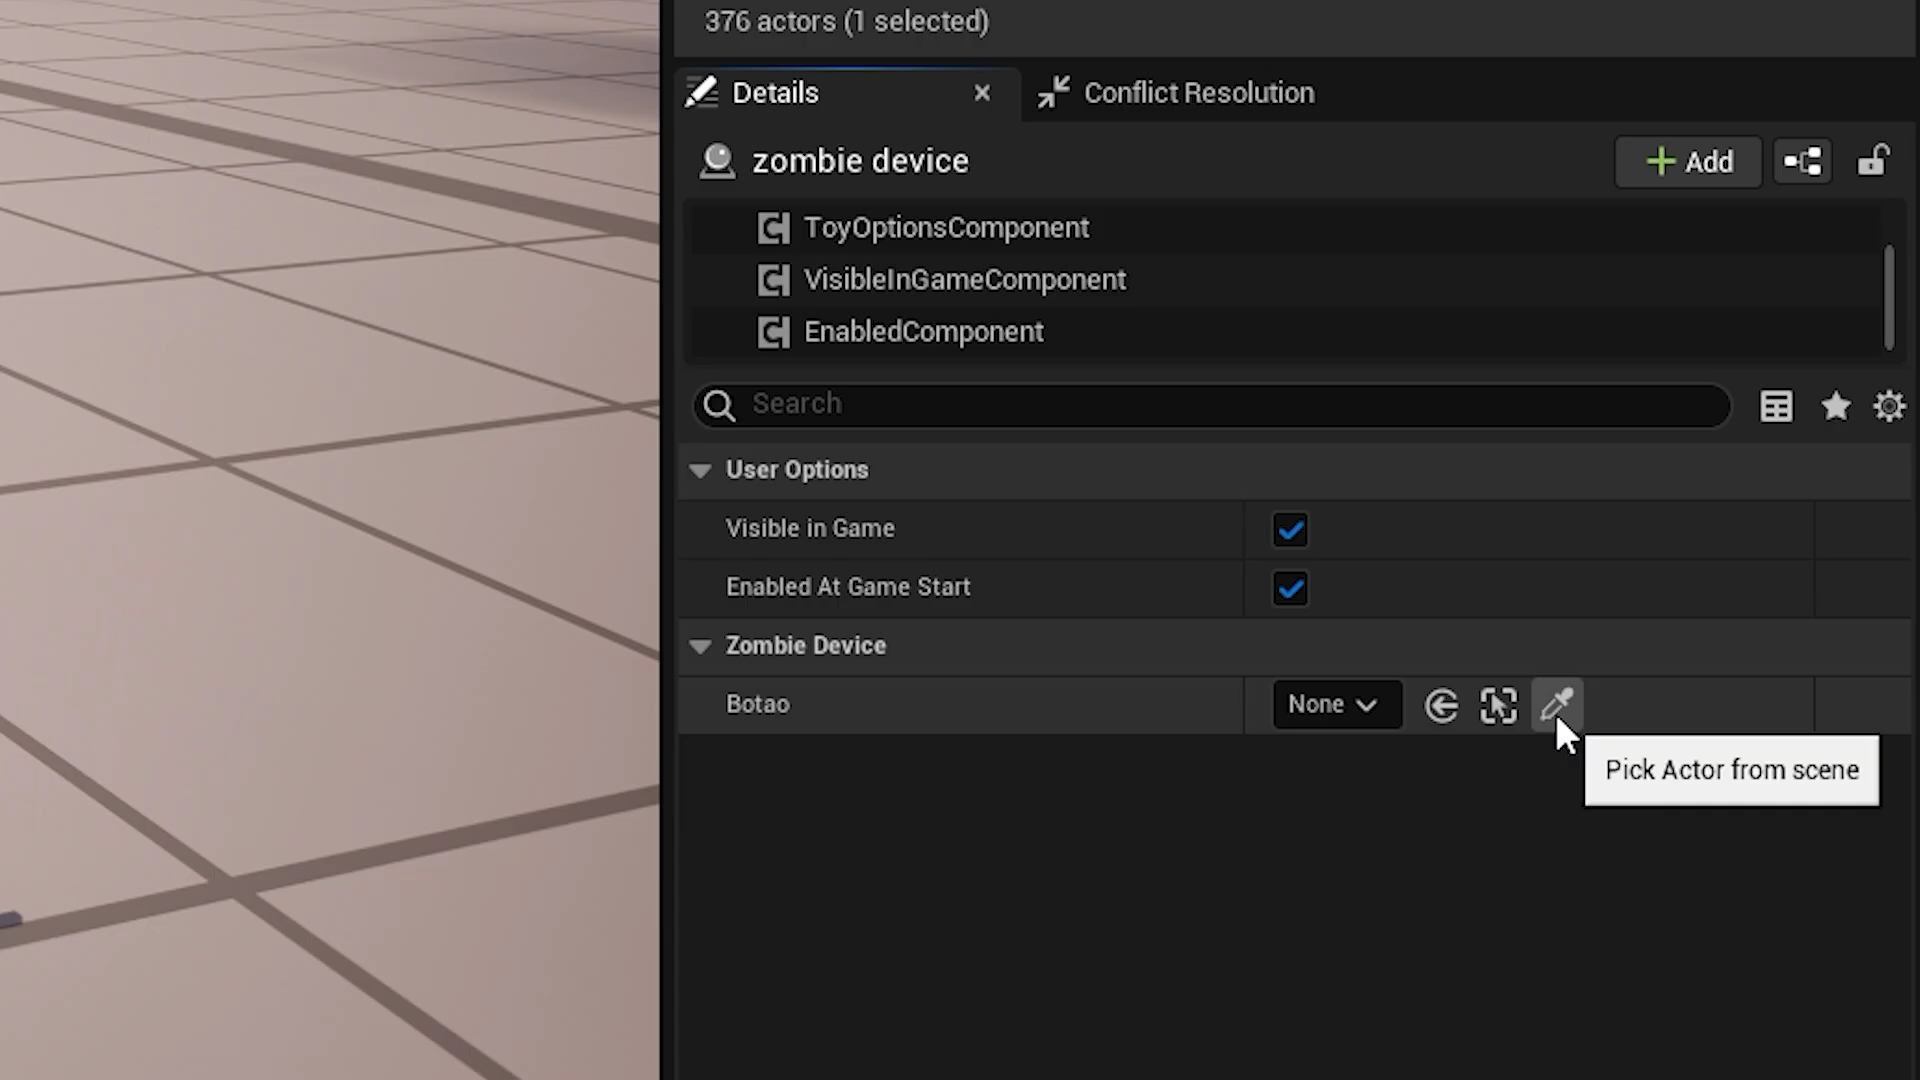 376 actors (1 selected)
Details
Conflict Resolution
zombie device
Add
ToyOptionsComponent
VisibleInGameComponent
EnabledComponent
Search
User Options
Visible in Game
Enabled At Game Start
Zombie Device
Botao
None
Pick Actor from scene